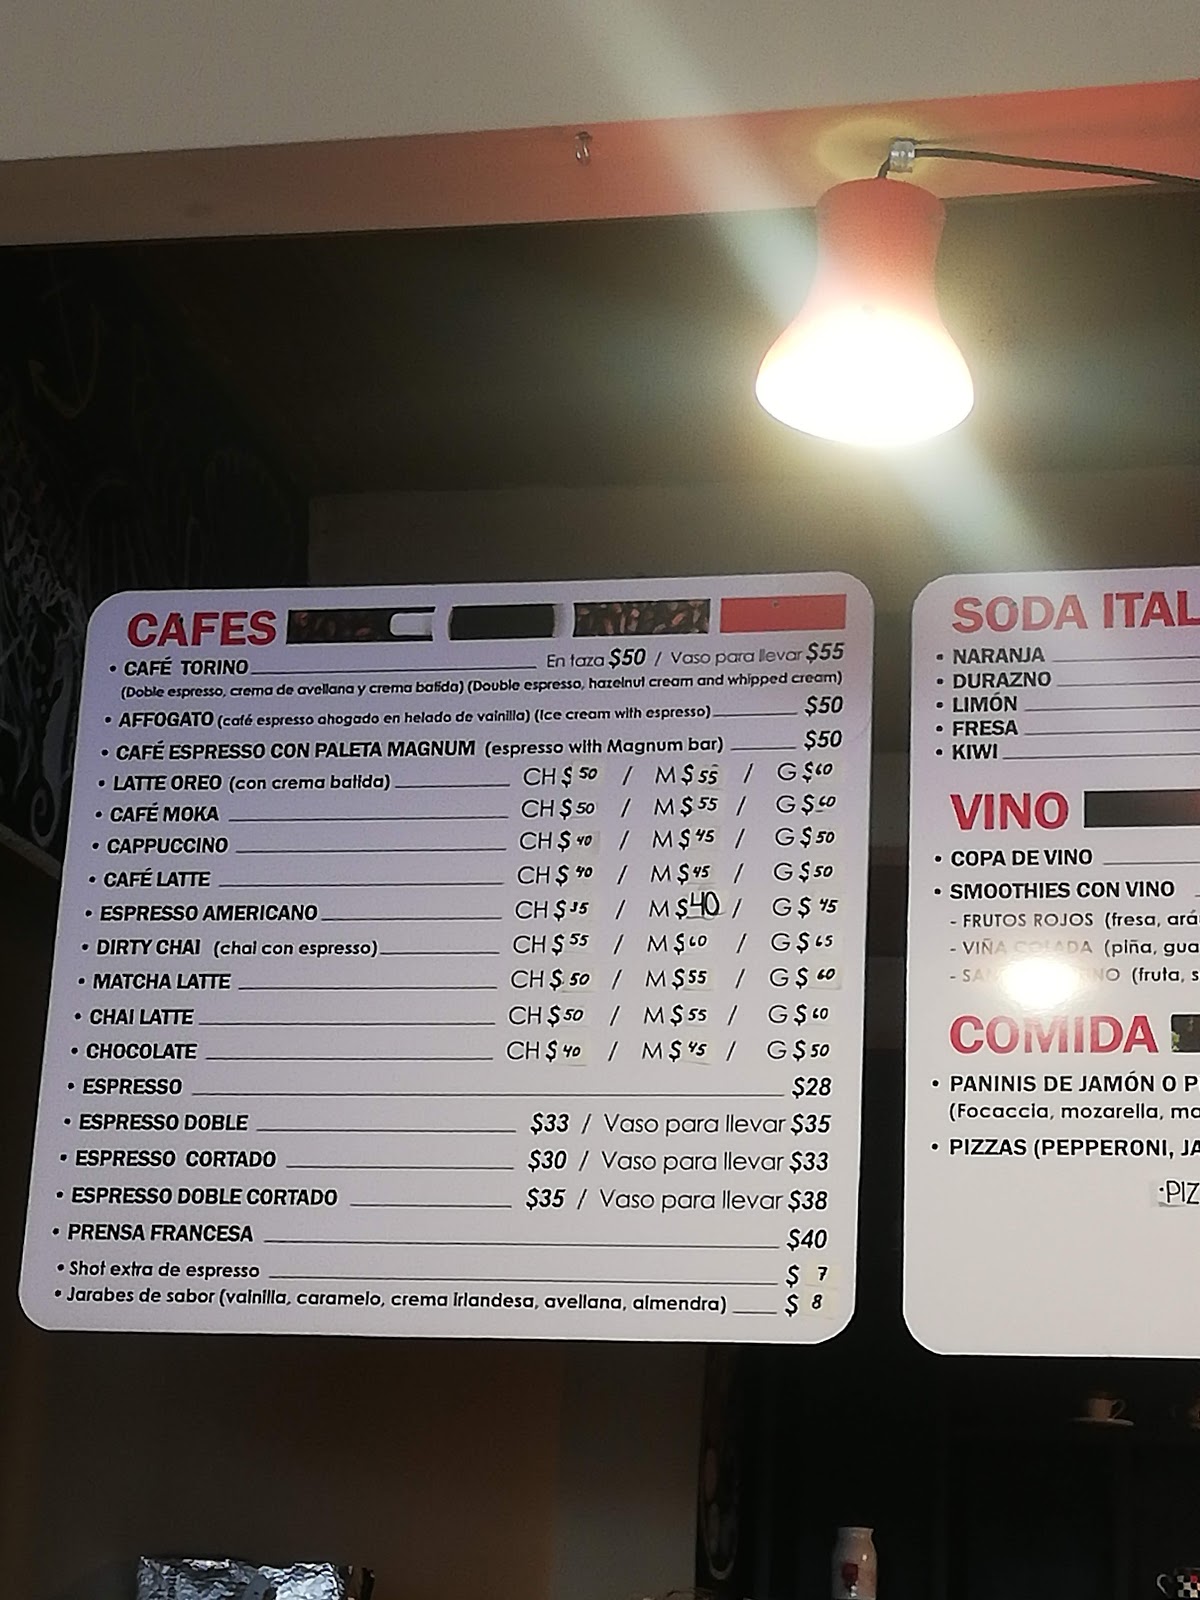 CAFES
• CAFÉ TORINO En taza $50 / Vaso para llevar $55
(Doble espresso, crema de avellana y crema batida) (Double espresso, hazelnut cream and whipped cream)
• AFFOGATO (café espresso ahogado en helado de vainilla) (Ice cream with espresso) $50
• CAFÉ ESPRESSO CON PALETA MAGNUM (espresso with Magnum bar) $50
• LATTE OREO (con crema batida) CH $50 / M $55 / G $60
• CAFÉ MOKA CH $50 / M $55 / G $60
• CAPPUCCINO CH $40 / M $45 / G $50
• CAFÉ LATTE CH $40 / M $45 / G $50
• ESPRESSO AMERICANO CH $35 / M $40 / G $45
• DIRTY CHAI (chai con espresso) CH $55 / M $60 / G $65
• MATCHA LATTE CH $50 / M $55 / G $60
• CHAI LATTE CH $50 / M $55 / G $60
• CHOCOLATE CH $40 / M $45 / G $50
• ESPRESSO $28
• ESPRESSO DOBLE $33 / Vaso para llevar $35
• ESPRESSO CORTADO $30 / Vaso para llevar $33
• ESPRESSO DOBLE CORTADO $35 / Vaso para llevar $38
• PRENSA FRANCESA $40
• Shot extra de espresso $ 7
• Jarabes de sabor (vainilla, caramelo, crema irlandesa, avellana, almendra) $ 8
SODA ITAL
• NARANJA
• DURAZNO
• LIMÓN
• FRESA
• KIWI
VINO
• COPA DE VINO
• SMOOTHIES CON VINO
- FRUTOS ROJOS (fresa, ará
- VIÑA COLADA (piña, gua
- (fruta, s
COMIDA
• PANINIS DE JAMÓN O P
(Focaccia, mozarella, ma
• PIZZAS (PEPPERONI, JA
·PIZ